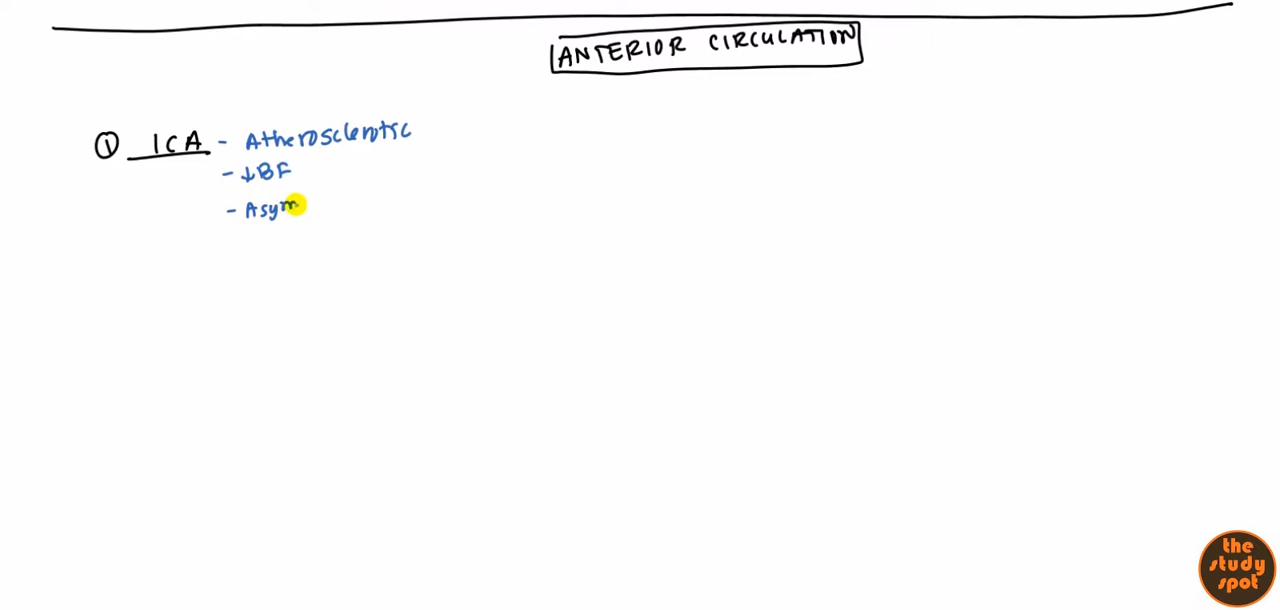 ANTERIOR CIRCULATION
① ICA - Atherosclerotic
- ↓BF
- Asym
the
study
spot